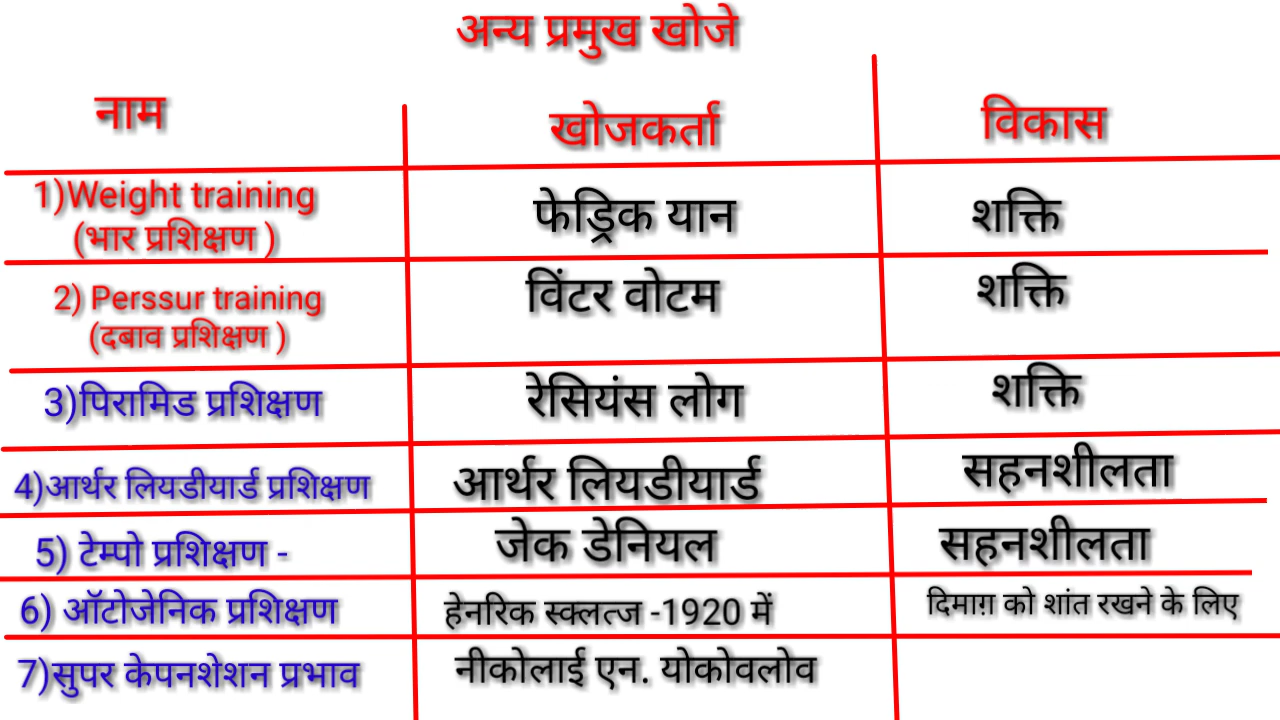 अन्य प्रमुख खोजे
नाम
खोजकर्ता
विकास
1)Weight training
(भार प्रशिक्षण )
फेड्रिक यान
शक्ति
2) Perssur training
(दबाव प्रशिक्षण )
विंटर वोटम
शक्ति
3)पिरामिड प्रशिक्षण
रेसियंस लोग
शक्ति
4)आर्थर लियडीयार्ड प्रशिक्षण
आर्थर लियडीयार्ड
सहनशीलता
5) टेम्पो प्रशिक्षण -
जेक डेनियल
सहनशीलता
6) ऑटोजेनिक प्रशिक्षण
हेनरिक स्क्लत्ज -1920 में
दिमाग़ को शांत रखने के लिए
7)सुपर केपनशेशन प्रभाव
नीकोलाई एन. योकोवलोव